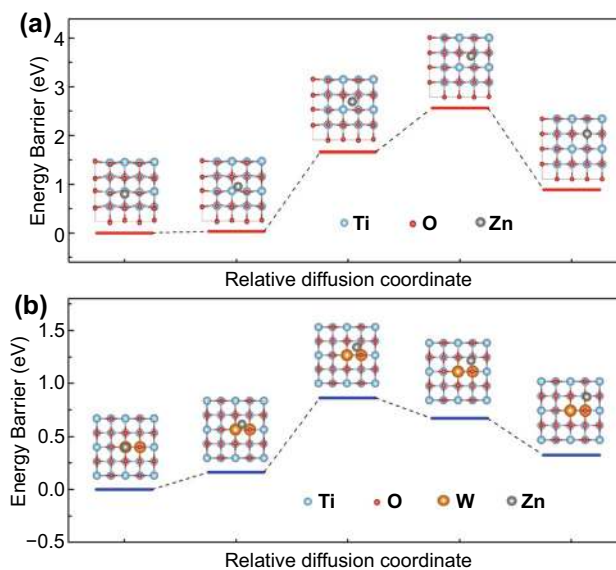 (a)
Energy Barrier (eV)
4
3
2
1
0
Ti O Zn
Relative diffusion coordinate
(b)
Energy Barrier (eV)
1.5
1.0
0.5
0.0
−0.5
Ti O W Zn
Relative diffusion coordinate